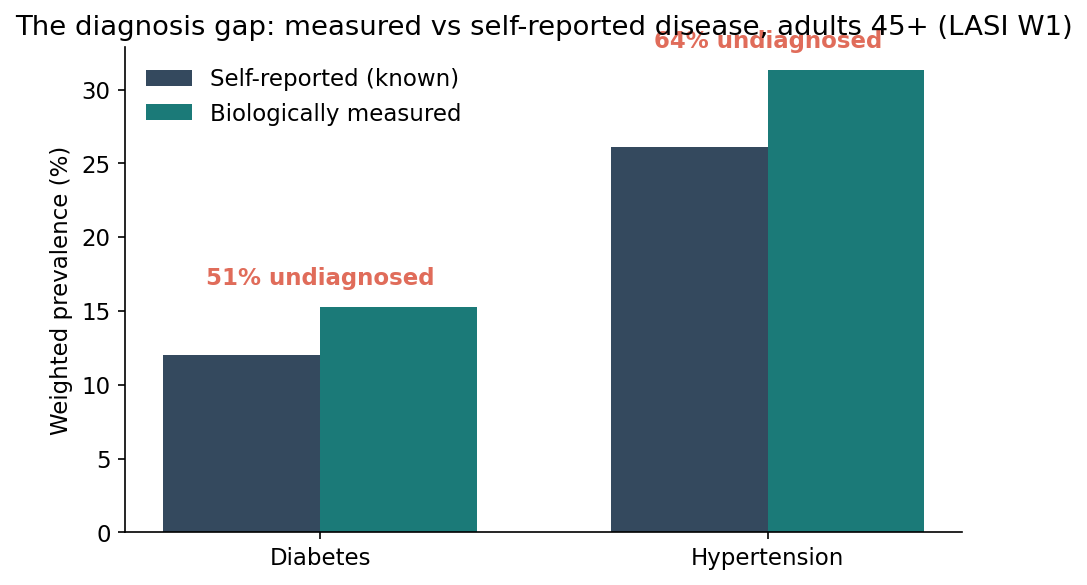 The diagnosis gap: measured vs self-reported disease, adults 45+ (LASI W1)
64% undiagnosed
Self-reported (known)
Biologically measured
51% undiagnosed
Weighted prevalence (%)
30
25
20
15
10
5
0
Diabetes
Hypertension